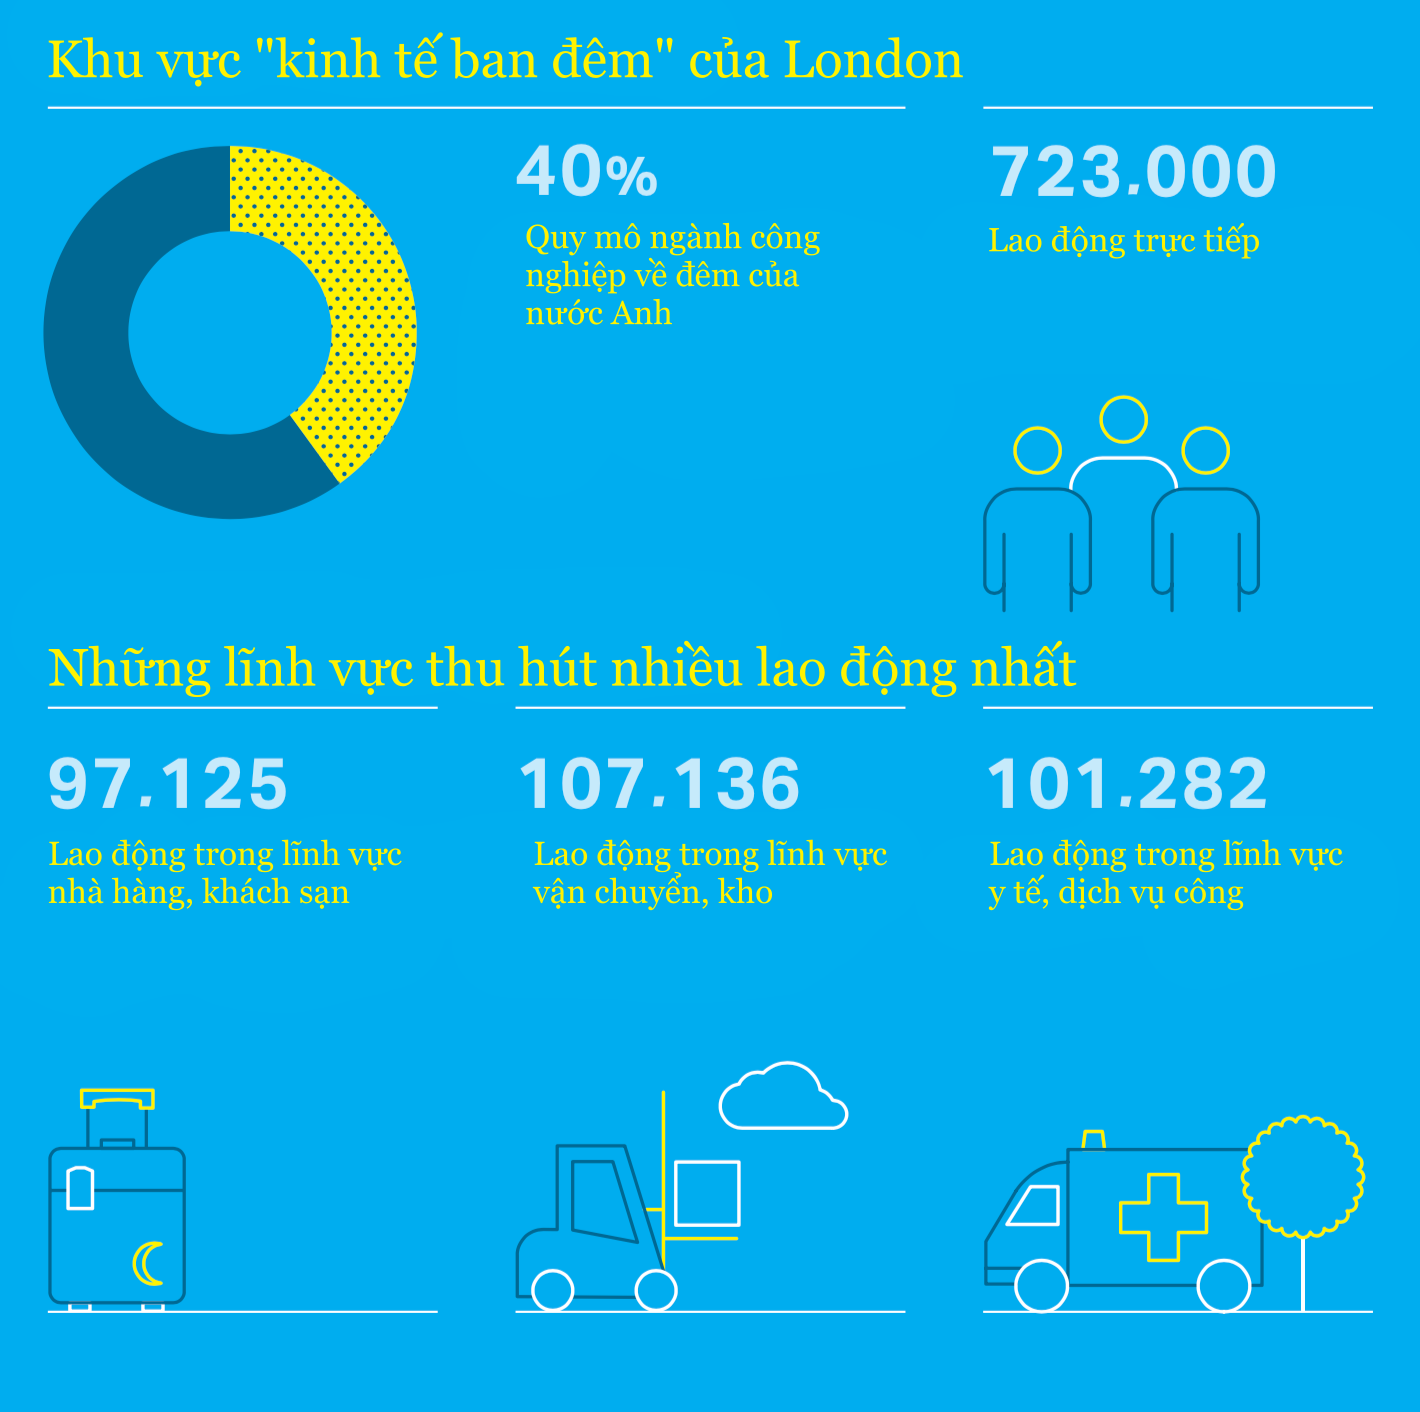 Khu vực "kinh tế ban đêm" của London
40%
Quy mô ngành công
nghiệp về đêm của
nước Anh
723.000
Lao động trực tiếp
Những lĩnh vực thu hút nhiều lao động nhất
97.125
Lao động trong lĩnh vực
nhà hàng, khách sạn
107.136
Lao động trong lĩnh vực
vận chuyển, kho
101.282
Lao động trong lĩnh vực
y tế, dịch vụ công